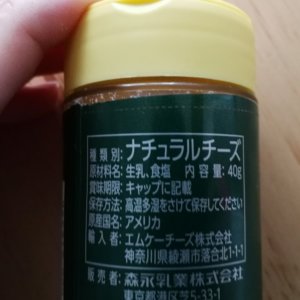 種類別: ナチュラルチーズ
原材料名: 生乳、食塩 内容量: 40g
賞味期限: キャップに記載
保存方法: 高温多湿をさけて保存してください
原産国名: アメリカ
輸入者: エムケーチーズ株式会社
神奈川県綾瀬市落合北1-1-1
販売者: 森永乳業株式会社
東京都港区芝5-33-1